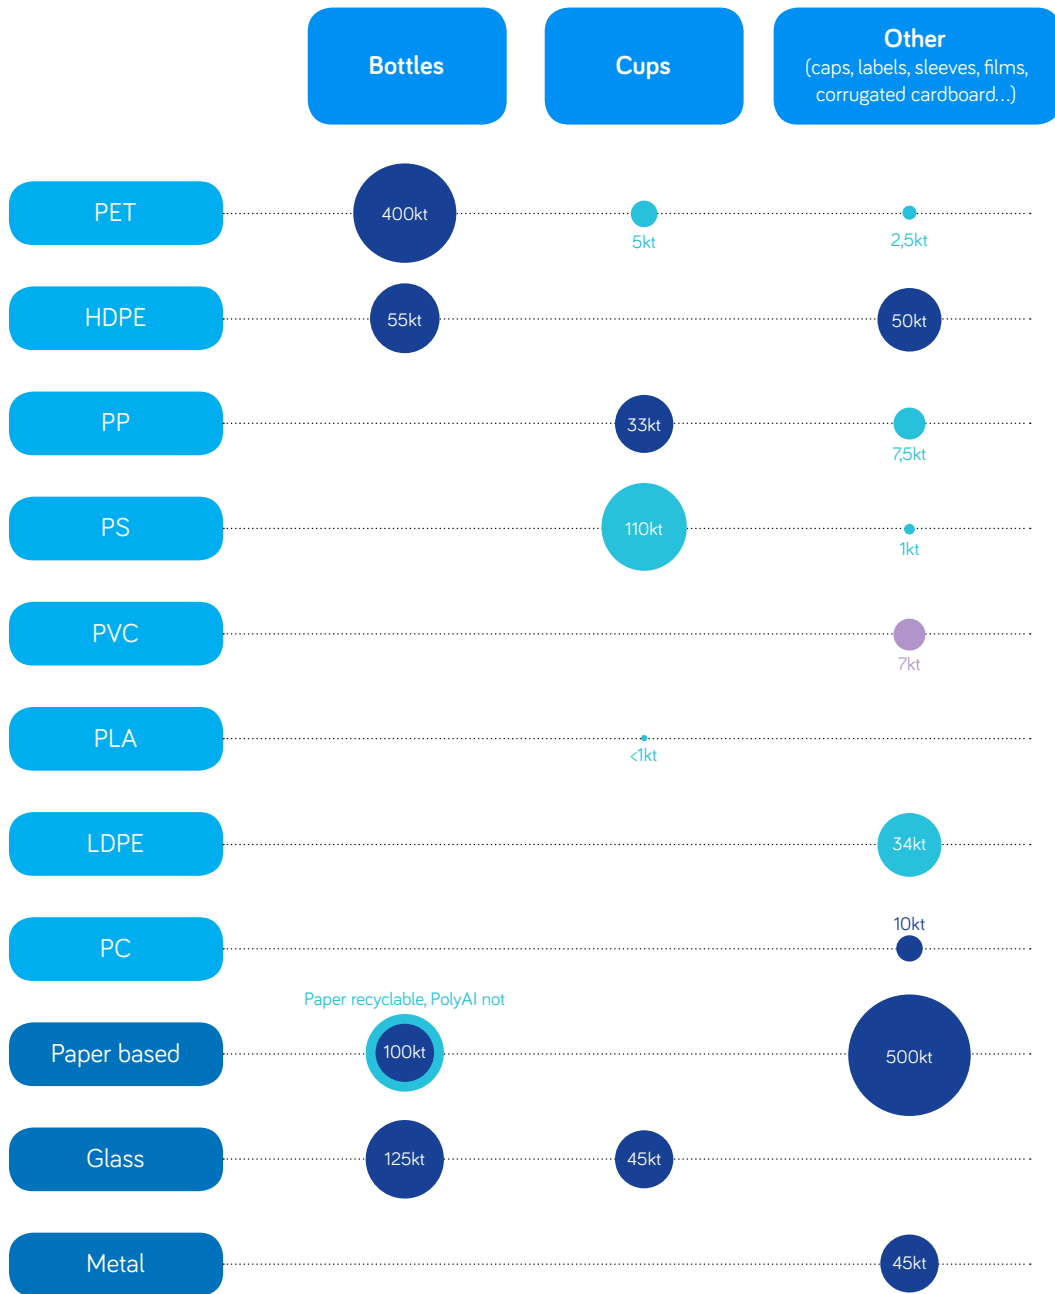 Bottles
Cups
Other
(caps, labels, sleeves, films,
corrugated cardboard...)
PET
400kt
5kt
2,5kt
HDPE
55kt
50kt
PP
33kt
7,5kt
PS
110kt
1kt
PVC
7kt
PLA
<1kt
LDPE
34kt
PC
10kt
Paper recyclable, PolyAl not
Paper based
100kt
500kt
Glass
125kt
45kt
Metal
45kt